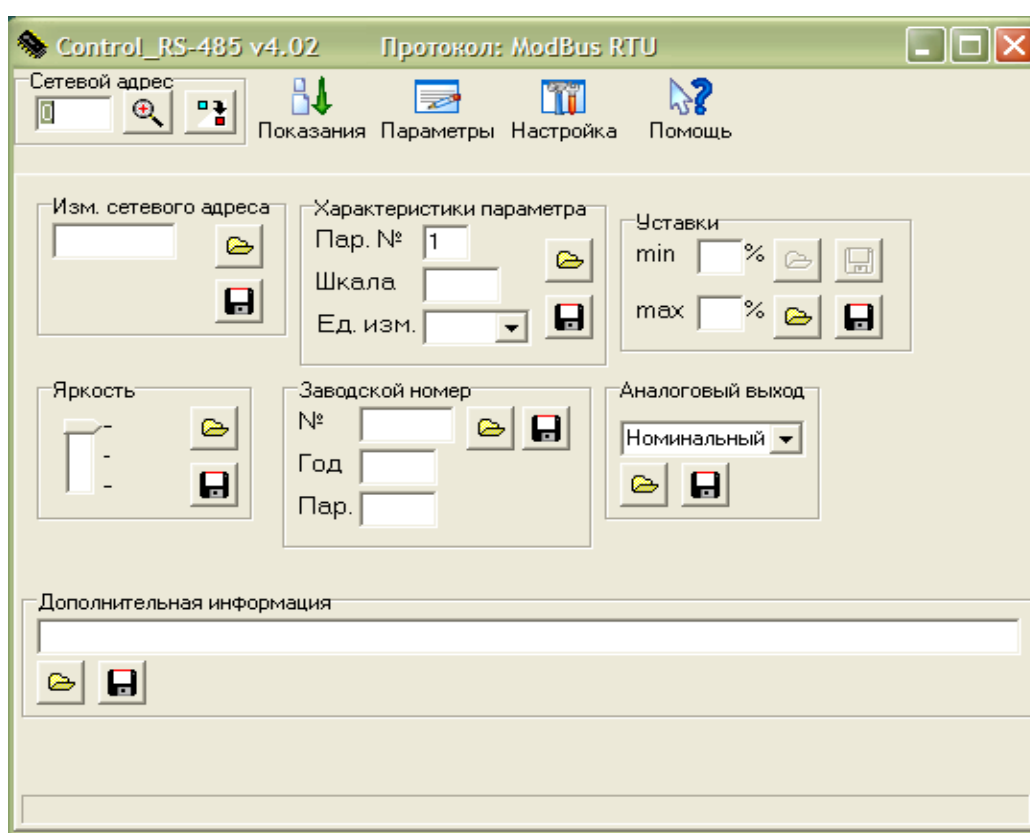 Control_RS-485 v4.02 Протокол: ModBus RTU
Сетевой адрес
0
Показания Параметры Настройка Помощь
Изм. сетевого адреса
Характеристики параметра
Пар. № 1
Шкала
Ед. изм.
Уставки
min %
max %
Яркость
Заводской номер
№
Год
Пар.
Аналоговый выход
Номинальный
Дополнительная информация